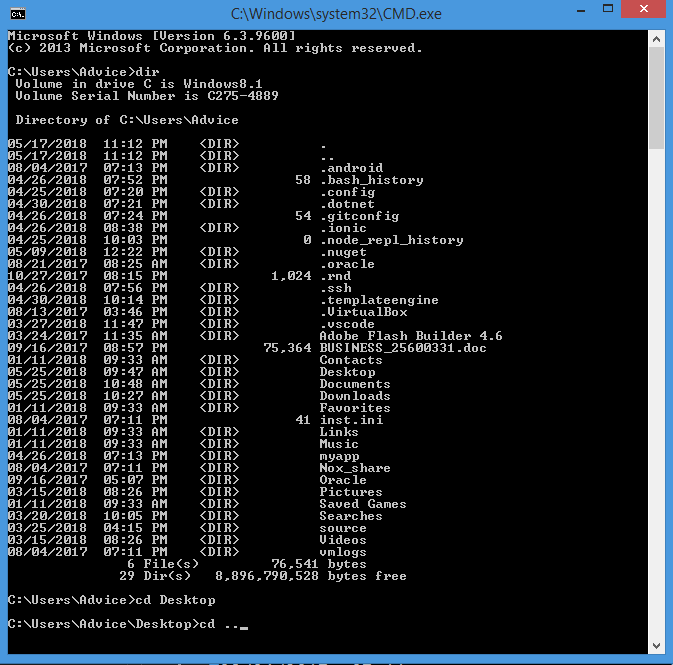 C:\Windows\system32\CMD.exe
Microsoft Windows [Version 6.3.9600]
(c) 2013 Microsoft Corporation. All rights reserved.
C:\Users\Advice>dir
Volume in drive C is Windows8.1
Volume Serial Number is C275-4889
Directory of C:\Users\Advice
05/17/2018  11:12 PM    <DIR>          .
05/17/2018  11:12 PM    <DIR>          ..
08/04/2017  07:13 PM    <DIR>          .android
04/26/2018  07:52 PM                58 .bash_history
04/25/2018  07:20 PM    <DIR>          .config
04/30/2018  07:21 PM    <DIR>          .dotnet
04/26/2018  07:24 PM                54 .gitconfig
04/26/2018  08:38 PM    <DIR>          .ionic
04/25/2018  10:03 PM                 0 .node_repl_history
05/09/2018  12:22 PM    <DIR>          .nuget
08/21/2017  08:25 AM    <DIR>          .oracle
10/27/2017  08:15 PM             1,024 .rnd
04/26/2018  07:56 PM    <DIR>          .ssh
04/30/2018  10:14 PM    <DIR>          .templateengine
08/13/2017  03:46 PM    <DIR>          .VirtualBox
03/27/2018  11:47 PM    <DIR>          .vscode
03/24/2017  11:35 AM    <DIR>          Adobe Flash Builder 4.6
09/16/2017  08:57 PM            75,364 BUSINESS_25600331.doc
01/11/2018  09:33 AM    <DIR>          Contacts
05/25/2018  09:47 AM    <DIR>          Desktop
05/25/2018  10:48 AM    <DIR>          Documents
05/25/2018  10:27 AM    <DIR>          Downloads
01/11/2018  09:33 AM    <DIR>          Favorites
08/04/2017  07:11 PM                41 inst.ini
01/11/2018  09:33 AM    <DIR>          Links
01/11/2018  09:33 AM    <DIR>          Music
04/26/2018  07:13 PM    <DIR>          myapp
08/04/2017  07:11 PM    <DIR>          Nox_share
09/16/2017  05:07 PM    <DIR>          Oracle
03/15/2018  08:26 PM    <DIR>          Pictures
01/11/2018  09:33 AM    <DIR>          Saved Games
03/20/2018  10:05 PM    <DIR>          Searches
03/25/2018  04:15 PM    <DIR>          source
03/15/2018  08:26 PM    <DIR>          Videos
08/04/2017  07:11 PM    <DIR>          vmlogs
6 File(s)         76,541 bytes
29 Dir(s)   8,896,790,528 bytes free
C:\Users\Advice>cd Desktop
C:\Users\Advice\Desktop>cd .._